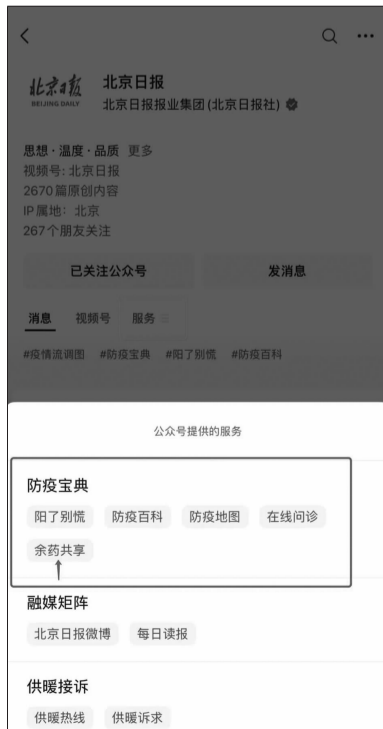 北京日报
BEIJING DAILY
北京日报
北京日报报业集团(北京日报社)
思想·温度·品质 更多
视频号: 北京日报
2670篇原创内容
IP属地: 北京
267个朋友关注
已关注公众号 发消息
消息 视频号 服务
#疫情流调图 #防疫宝典 #阳了别慌 #防疫百科
公众号提供的服务
防疫宝典
阳了别慌 防疫百科 防疫地图 在线问诊
余药共享
融媒矩阵
北京日报微博 每日读报
供暖接诉
供暖热线 供暖诉求